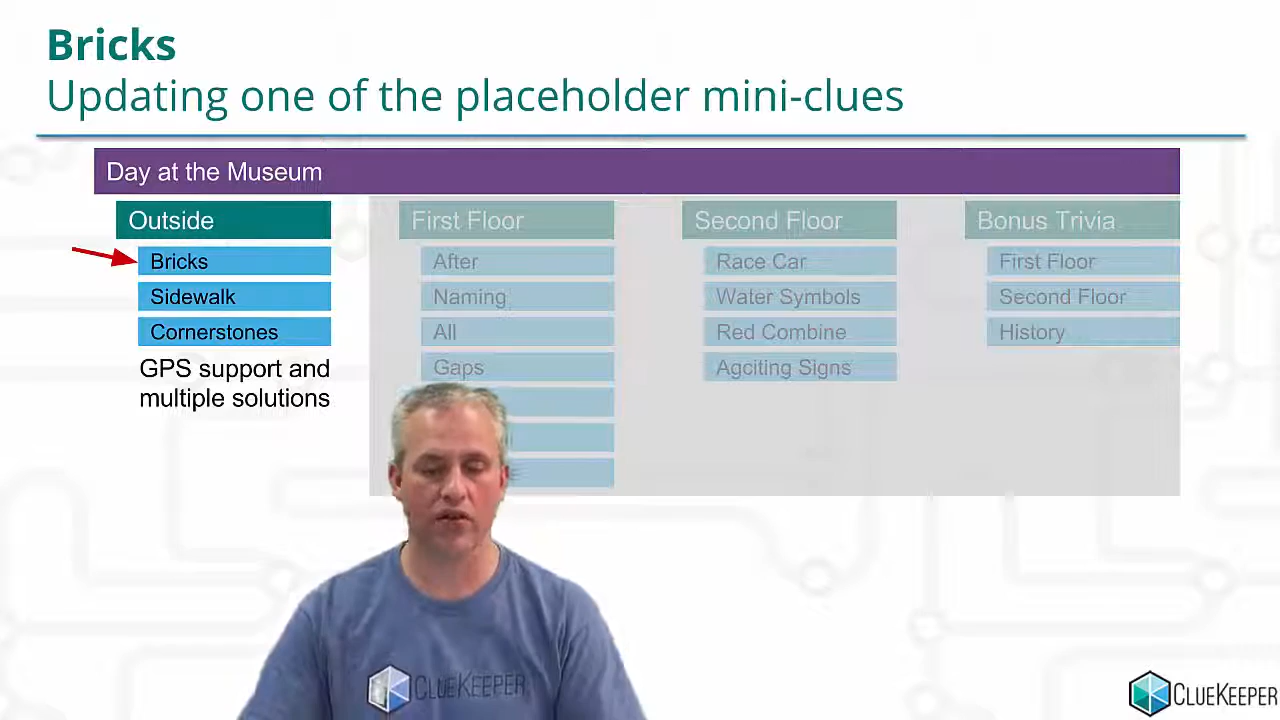 Bricks
Updating one of the placeholder mini-clues
Day at the Museum
Outside
Bricks
Sidewalk
Cornerstones
GPS support and
multiple solutions
First Floor
After
Naming
All
Gaps
Second Floor
Race Car
Water Symbols
Red Combine
Agciting Signs
Bonus Trivia
First Floor
Second Floor
History
CLUEKEEPER
CLUEKEEPER